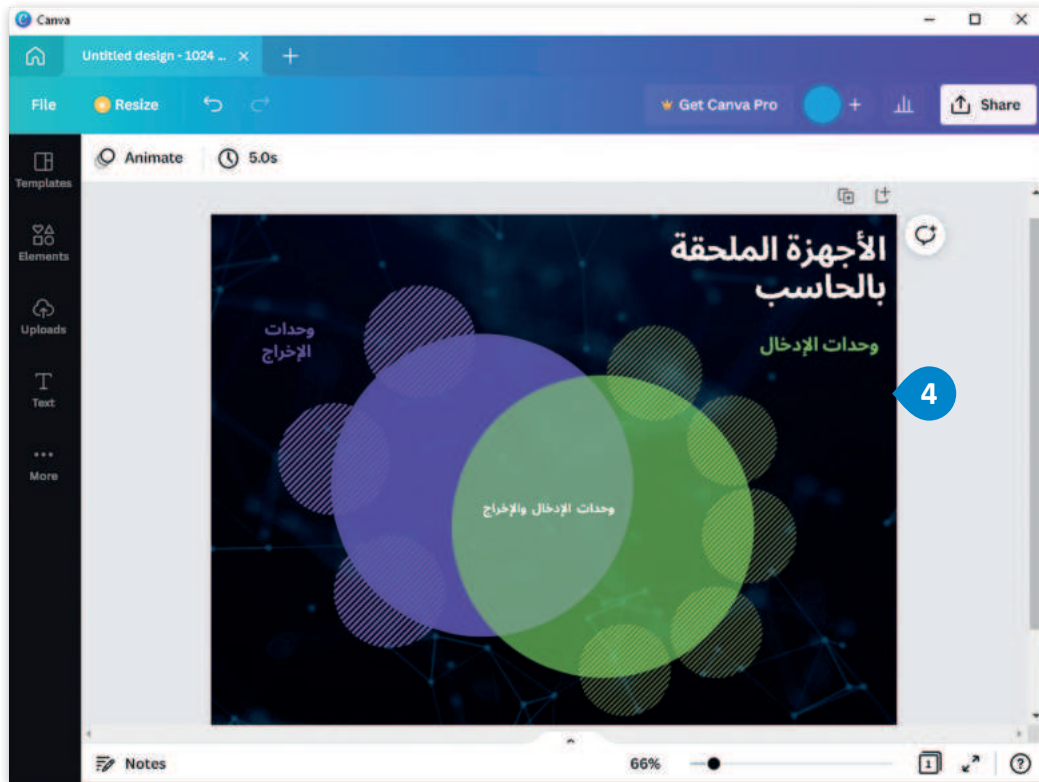 Canva
Untitled design - 1024 ...
File
Resize
Get Canva Pro
Share
Templates
Animate
5.0s
Elements
Uploads
Text
More
الأجهزة الملحقة
بالحاسب
وحدات الإدخال
وحدات
الإخراج
وحدات الإدخال والإخراج
4
Notes
66%
1